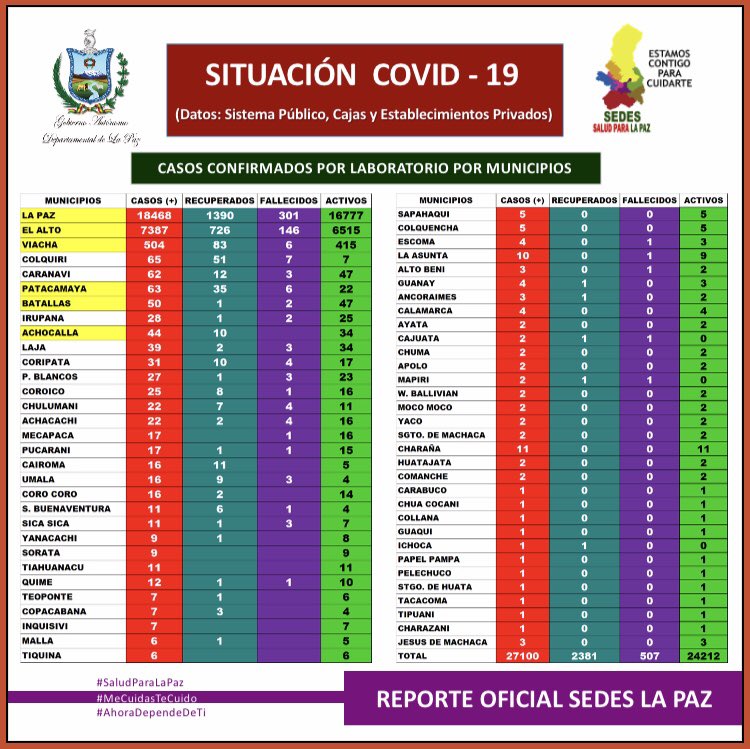 Gobierno Autónomo
Departamental de La Paz
SITUACIÓN COVID - 19
(Datos: Sistema Público, Cajas y Establecimientos Privados)
ESTAMOS
CONTIGO
PARA
CUIDARTE
SEDES
SALUD PARA LA PAZ
CASOS CONFIRMADOS POR LABORATORIO POR MUNICIPIOS
MUNICIPIOS CASOS (+) RECUPERADOS FALLECIDOS ACTIVOS
LA PAZ 18468 1390 301 16777
EL ALTO 7387 726 146 6515
VIACHA 504 83 6 415
COLQUIRI 65 51 7 7
CARANAVI 62 12 3 47
PATACAMAYA 63 35 6 22
BATALLAS 50 1 2 47
IRUPANA 28 1 2 25
ACHOCALLA 44 10 34
LAJA 39 2 3 34
CORIPATA 31 10 4 17
P. BLANCOS 27 1 3 23
COROICO 25 8 1 16
CHULUMANI 22 7 4 11
ACHACACHI 22 2 4 16
MECAPACA 17 1 16
PUCARANI 17 1 1 15
CAIROMA 16 11 5
UMALA 16 9 3 4
CORO CORO 16 2 14
S. BUENAVENTURA 11 6 1 4
SICA SICA 11 1 3 7
YANACACHI 9 1 8
SORATA 9 9
TIAHUANACU 11 11
QUIME 12 1 1 10
TEOPONTE 7 1 6
COPACABANA 7 3 4
INQUISIVI 7 7
MALLA 6 1 5
TIQUINA 6 6
MUNICIPIOS CASOS (+) RECUPERADOS FALLECIDOS ACTIVOS
SAPAHAQUI 5 0 0 5
COLQUENCHA 5 0 0 5
ESCOMA 4 0 1 3
LA ASUNTA 10 0 1 9
ALTO BENI 3 0 1 2
GUANAY 4 1 0 3
ANCORAIMES 3 1 0 2
CALAMARCA 4 0 0 4
AYATA 2 0 0 2
CAJUATA 2 1 1 0
CHUMA 2 0 0 2
APOLO 2 0 0 2
MAPIRI 2 1 1 0
W. BALLIVIAN 2 0 0 2
MOCO MOCO 2 0 0 2
YACO 2 0 0 2
SGTO. DE MACHACA 2 0 0 2
CHARAÑA 11 0 0 11
HUATAJATA 2 0 0 2
COMANCHE 2 0 0 2
CARABUCO 1 0 0 1
CHUA COCANI 1 0 0 1
COLLANA 1 0 0 1
GUAQUI 1 0 0 1
ICHOCA 1 1 0 0
PAPEL PAMPA 1 0 0 1
PELECHUCO 1 0 0 1
STGO. DE HUATA 1 0 0 1
TACACOMA 1 0 0 1
TIPUANI 1 0 0 1
CHARAZANI 1 0 0 1
JESUS DE MACHACA 3 0 0 3
TOTAL 27100 2381 507 24212
#SaludParaLaPaz
#MeCuidasTeCuido
#AhoraDependeDeTi
REPORTE OFICIAL SEDES LA PAZ